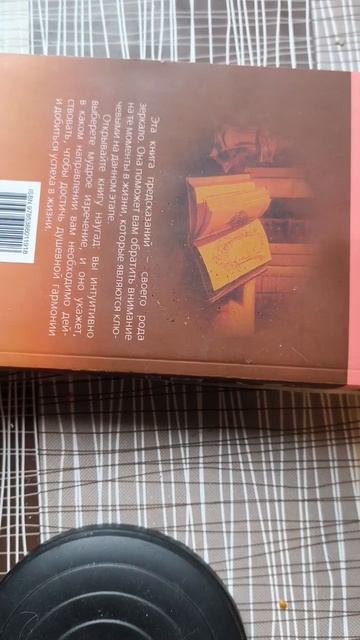 Эта книга предсказаний – своего рода
зеркало. Она поможет вам обратить внимание
на те моменты в жизни, которые являются клю-
чевыми на данном этапе.
Открывайте книгу наугад: вы интуитивно
выберете мудрое изречение, и оно укажет,
в каком направлении вам необходимо дей-
ствовать, чтобы достичь душевной гармонии
и добиться успеха в жизни.